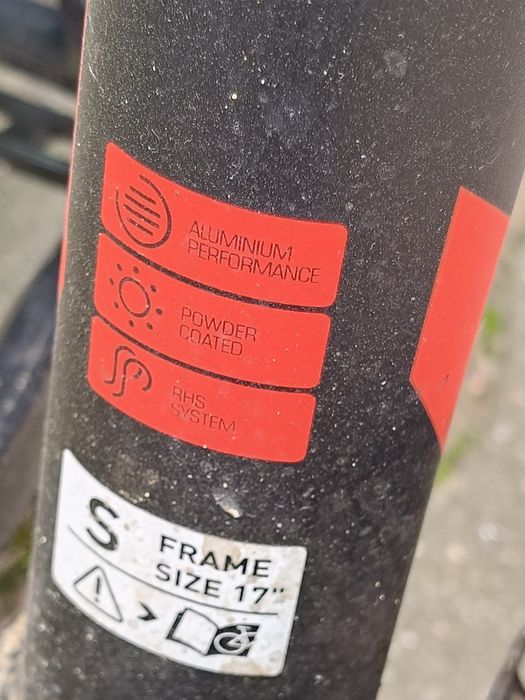 ALUMINIUM
PERFORMANCE
POWDER
COATED
RHS
SYSTEM
S
FRAME
SIZE 17"